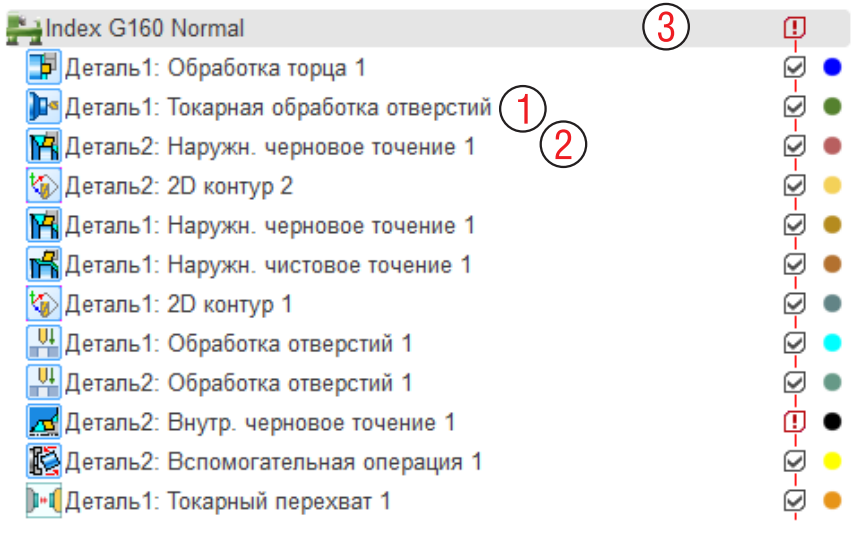 Index G160 Normal 3
Деталь1: Обработка торца 1
Деталь1: Токарная обработка отверстий 1
Деталь2: Наружн. черновое точение 1 2
Деталь2: 2D контур 2
Деталь1: Наружн. черновое точение 1
Деталь1: Наружн. чистовое точение 1
Деталь1: 2D контур 1
Деталь1: Обработка отверстий 1
Деталь2: Обработка отверстий 1
Деталь2: Внутр. черновое точение 1
Деталь2: Вспомогательная операция 1
Деталь1: Токарный перехват 1